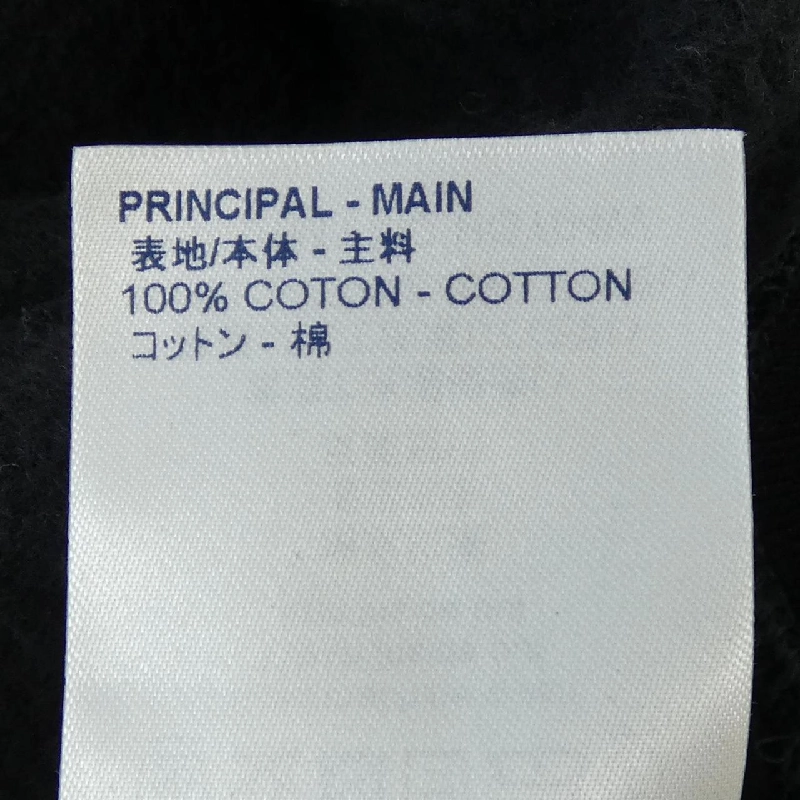 PRINCIPAL - MAIN
表地/本体 - 主料
100% COTON - COTTON
コットン - 棉